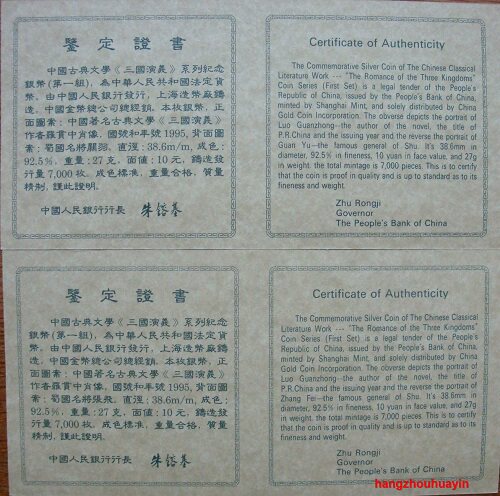 鑒定證書
中國古典文學《三國演義》系列紀念
銀幣(第一組)，為中華人民共和國法定貨
幣，由中國人民銀行發行，上海造幣廠鑄
造，中國金幣總公司總經銷。本枚銀幣，正
面圖案：中國著名古典文學《三國演義》
作者羅貫中肖像，國號和年號1995，背面圖
案：蜀國名將關羽。直徑：38.6m/m，成色：
92.5%，重量：27克，面值：10元，鑄造發
行量7,000枚。成色標準，重量合格，質量
精制，謹此證明。
中國人民銀行行長 朱鎔基
Certificate of Authenticity
The Commemorative Silver Coin of The Chinese Classical
Literature Work --- "The Romance of the Three Kingdoms"
Coin Series (First Set) is a legal tender of the People's
Republic of China, issued by the People's Bank of China,
minted by Shanghai Mint, and solely distributed by China
Gold Coin Incorporation. The obverse depicts the portrait of
Luo Guanzhong--the author of the novel, the title of
P.R.China and the issuing year and the reverse the portrait of
Guan Yu--the famous general of Shu. It's 38.6mm in
diameter, 92.5% in fineness, 10 yuan in face value, and 27g
in weight, the total mintage is 7,000 pieces. This is to certify
that the coin is proof in quality and is up to standard as to its
fineness and weight.
Zhu Rongji
Governor
The People's Bank of China
鑒定證書
中國古典文學《三國演義》系列紀念
銀幣(第一組)，為中華人民共和國法定貨
幣，由中國人民銀行發行，上海造幣廠鑄
造，中國金幣總公司總經銷。本枚銀幣，正
面圖案：中國著名古典文學《三國演義》
作者羅貫中肖像，國號和年號1995，背面圖
案：蜀國名將張飛。直徑：38.6m/m，成色：
92.5%，重量：27克，面值：10元，鑄造發
行量7,000枚。成色標準，重量合格，質量
精制，謹此證明。
中國人民銀行行長 朱鎔基
Certificate of Authenticity
The Commemorative Silver Coin of The Chinese Classical
Literature Work --- "The Romance of the Three Kingdoms"
Coin Series (First Set) is a legal tender of the People's
Republic of China, issued by the People's Bank of China,
minted by Shanghai Mint, and solely distributed by China
Gold Coin Incorporation. The obverse depicts the portrait of
Luo Guanzhong--the author of the novel, the title of
P.R.China and the issuing year and the reverse the portrait of
Zhang Fei--the famous general of Shu. It's 38.6mm in
diameter, 92.5% in fineness, 10 yuan in face value, and 27g
in weight, the total mintage is 7,000 pieces. This is to certify
that the coin is proof in quality and is up to standard as to its
fineness and weight.
Zhu Rongji
Governor
The People's Bank of China
hangzhouhuayin